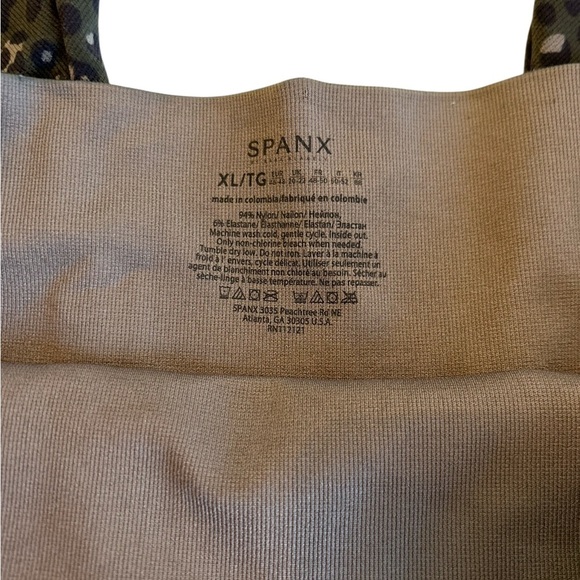 SPANX
XL/TG
made in colombia/fabriqué en colombie
94% Nylon/ Nailon/ Нейлон,
6% Elastane/ Élasthanne/ Elastan/ Эластан
Machine wash cold, gentle cycle. Inside out.
Only non-chlorine bleach when needed.
Tumble dry low. Do not iron. Laver à la machine à
froid à l'envers, cycle délicat. Utiliser seulement un
agent de blanchiment non chloré au besoin. Sécher au
sèche-linge à basse température. Ne pas repasser.
SPANX 3035 Peachtree Rd NE
Atlanta, GA 30305 U.S.A.
RN112121